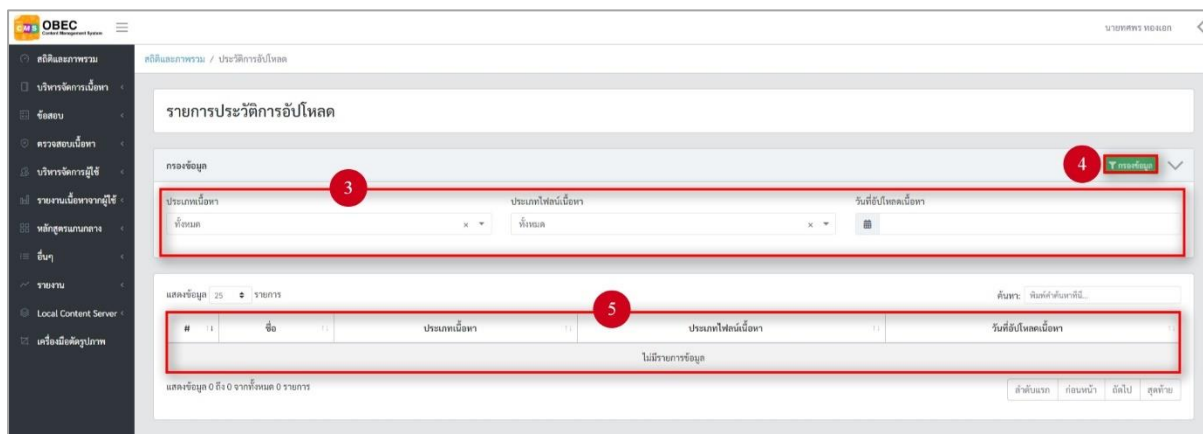 CMS OBEC
Content Management System
นายทศพร ทองเอก
สถิติและภาพรวม
บริหารจัดการเนื้อหา
ข้อสอบ
ตรวจสอบเนื้อหา
บริหารจัดการผู้ใช้
รายงานเนื้อหาจากผู้ใช้
หลักสูตรแกนกลาง
อื่นๆ
รายงาน
Local Content Server
เครื่องมือตัดรูปภาพ
สถิติและภาพรวม / ประวัติการอัปโหลด
รายการประวัติการอัปโหลด
กรองข้อมูล 4 กรองข้อมูล
3
ประเภทเนื้อหา ประเภทไฟลน์เนื้อหา วันที่อัปโหลดเนื้อหา
ทั้งหมด × ทั้งหมด ×
แสดงข้อมูล 25 รายการ ค้นหา: พิมพ์คำค้นหาที่นี่...
5
# ชื่อ ประเภทเนื้อหา ประเภทไฟลน์เนื้อหา วันที่อัปโหลดเนื้อหา
ไม่มีรายการข้อมูล
แสดงข้อมูล 0 ถึง 0 จากทั้งหมด 0 รายการ ลำดับแรก ก่อนหน้า ถัดไป สุดท้าย